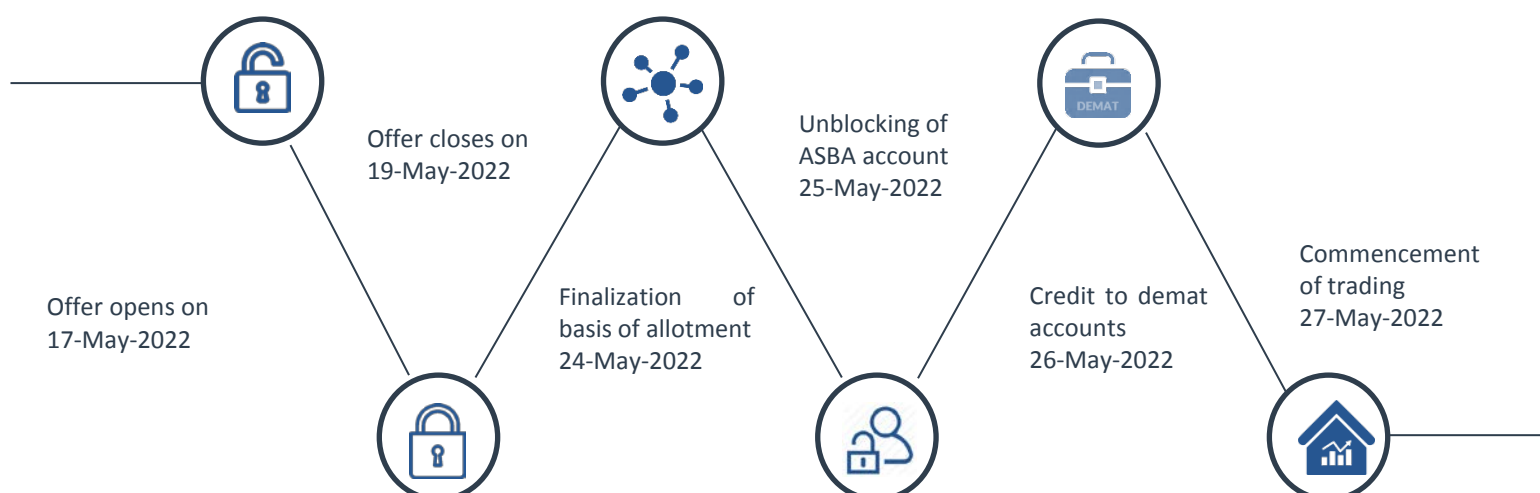 Offer opens on
17-May-2022
Offer closes on
19-May-2022
Finalization of
basis of allotment
24-May-2022
Unblocking of
ASBA account
25-May-2022
DEMAT
Credit to demat
accounts
26-May-2022
Commencement
of trading
27-May-2022